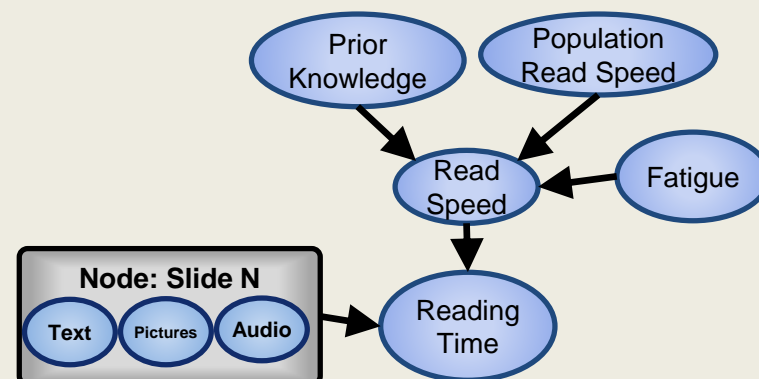 Prior
Knowledge
Population
Read Speed
Read
Speed
Fatigue
Node: Slide N
Text
Pictures
Audio
Reading
Time